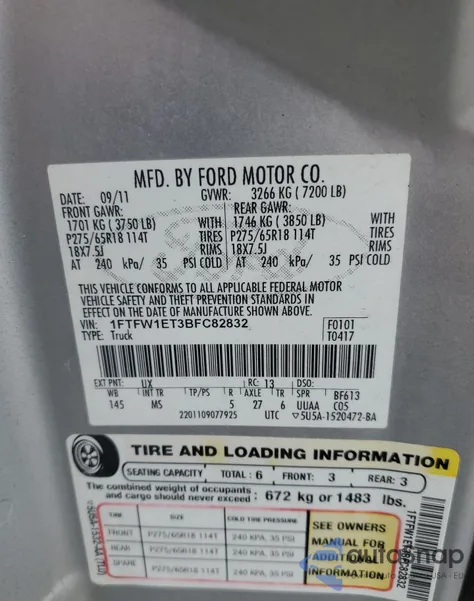 MFD. BY FORD MOTOR CO.
DATE: 09/11 GVWR: 3266 KG ( 7200 LB)
FRONT GAWR: REAR GAWR:
1701 KG ( 3750 LB) WITH 1746 KG ( 3850 LB) WITH
P275/65R18 114T TIRES P275/65R18 114T TIRES
18X7.5J RIMS 18X7.5J RIMS
AT 240 kPa/ 35 PSI COLD AT 240 kPa/ 35 PSI COLD
THIS VEHICLE CONFORMS TO ALL APPLICABLE FEDERAL MOTOR
VEHICLE SAFETY AND THEFT PREVENTION STANDARDS IN
EFFECT ON THE DATE OF MANUFACTURE SHOWN ABOVE.
VIN: 1FTFW1ET3BFC82832 F0101
TYPE: Truck T0417
EXT PNT: UX RC: 13 DSO:
WB INT TR TP/PS R AXLE TR SPR BF613
145 MS 5 27 6 UUAA C05
2201109077925 UTC 5U5A-1520472-BA
TIRE AND LOADING INFORMATION
SEATING CAPACITY TOTAL : 6 FRONT: 3 REAR: 3
The combined weight of occupants
and cargo should never exceed : 672 kg or 1483 lbs.
TIRE SIZE COLD TIRE PRESSURE
FRONT P275/65R18 114T 240 KPA, 35 PSI
REAR P275/65R18 114T 240 KPA, 35 PSI
SPARE P275/65R18 114T 240 KPA, 35 PSI
SEE OWNERS
MANUAL FOR
ADDITIONAL
INFORMATION
autoamap